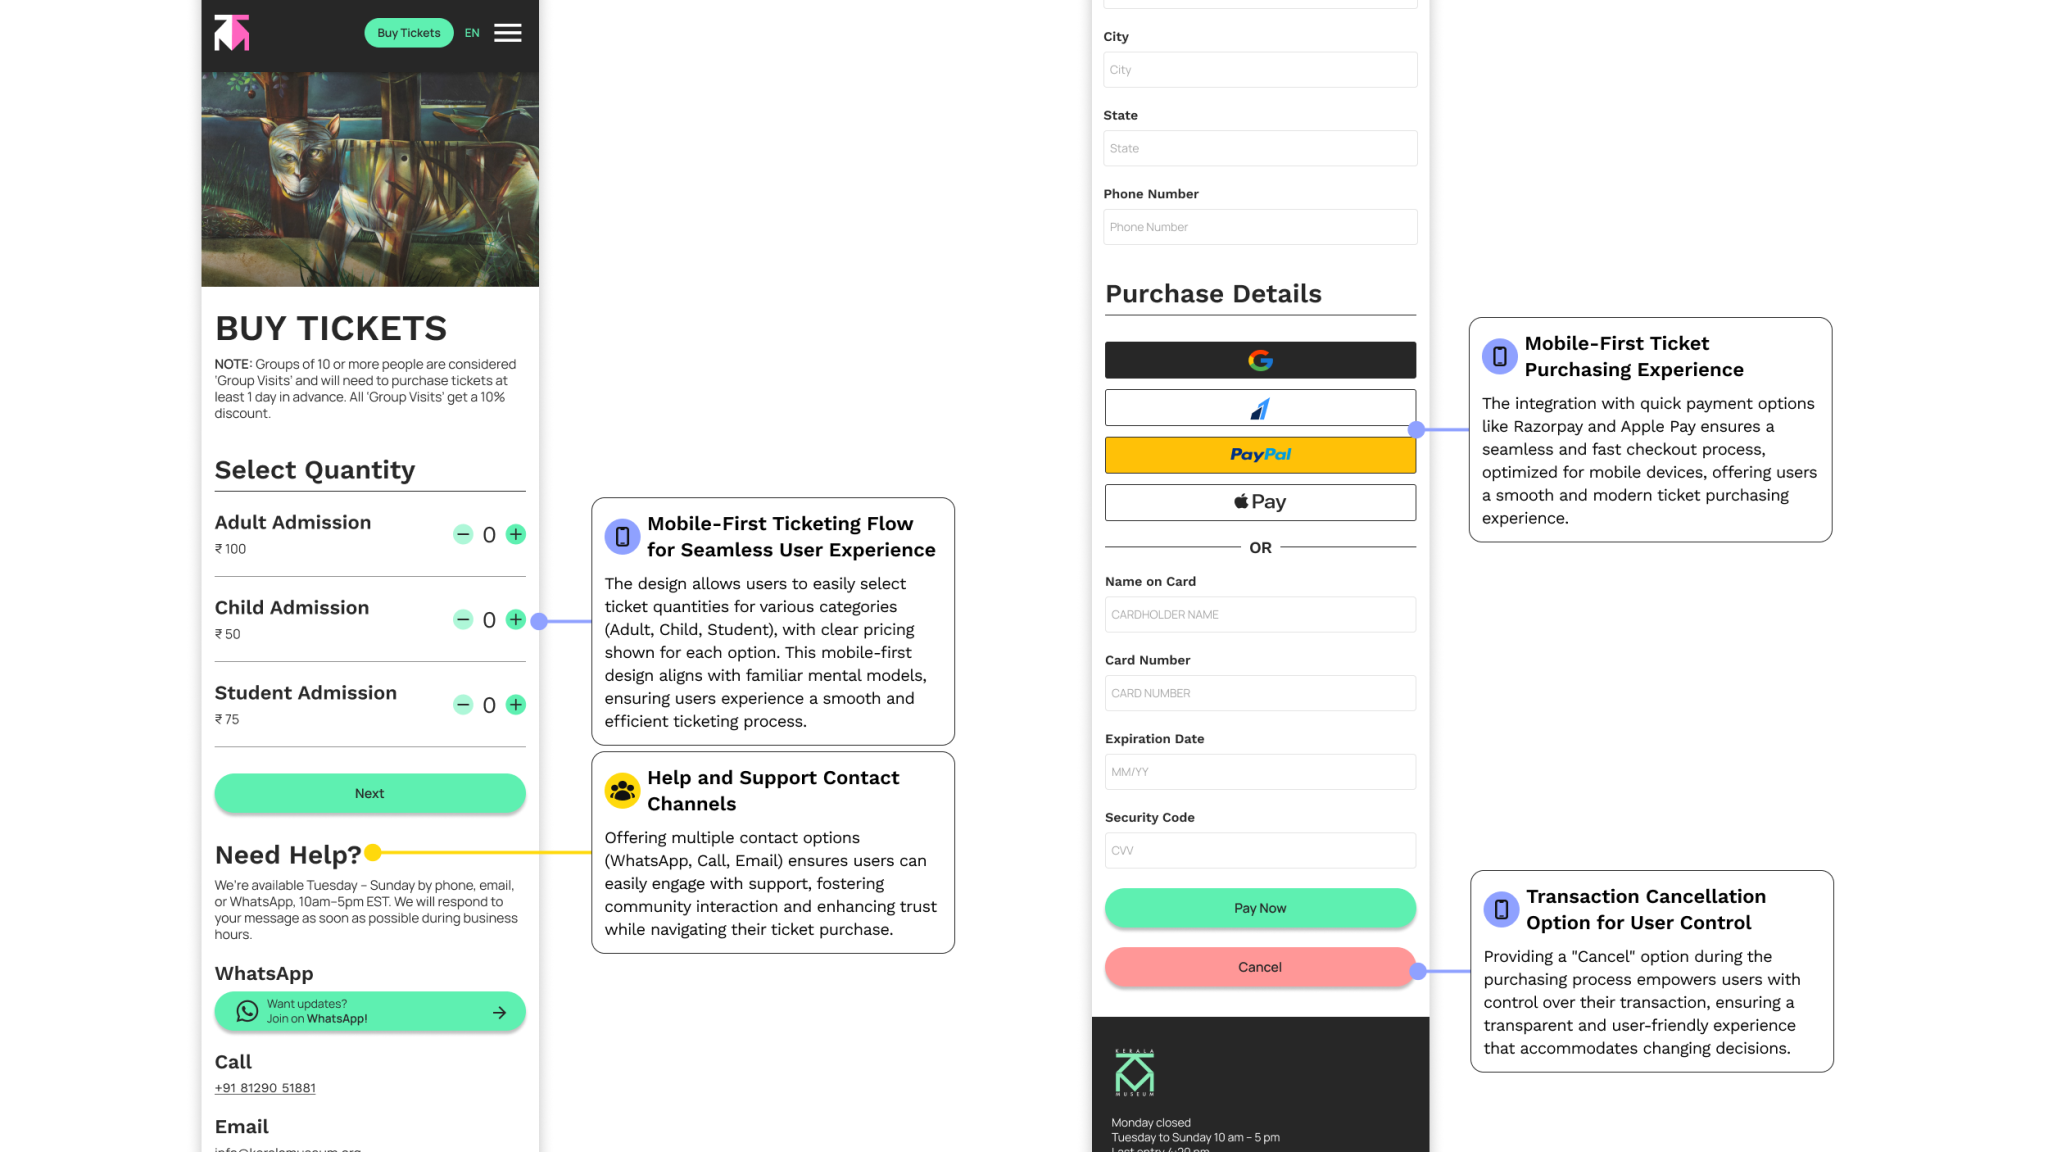 Buy Tickets
EN
BUY TICKETS
NOTE: Groups of 10 or more people are considered
'Group Visits' and will need to purchase tickets at
least 1 day in advance. All 'Group Visits' get a 10%
discount.
Select Quantity
Adult Admission
₹ 100
0
Child Admission
₹ 50
0
Student Admission
₹ 75
0
Next
Need Help?
We're available Tuesday – Sunday by phone, email,
or WhatsApp, 10am–5pm EST. We will respond to
your message as soon as possible during business
hours.
WhatsApp
Want updates?
Join on WhatsApp!
Call
+91 81290 51881
Email
info@keralamuseum.org
Mobile-First Ticketing Flow
for Seamless User Experience
The design allows users to easily select
ticket quantities for various categories
(Adult, Child, Student), with clear pricing
shown for each option. This mobile-first
design aligns with familiar mental models,
ensuring users experience a smooth and
efficient ticketing process.
Help and Support Contact
Channels
Offering multiple contact options
(WhatsApp, Call, Email) ensures users can
easily engage with support, fostering
community interaction and enhancing trust
while navigating their ticket purchase.
City
City
State
State
Phone Number
Phone Number
Purchase Details
G
PayPal
Pay
OR
Name on Card
CARDHOLDER NAME
Card Number
CARD NUMBER
Expiration Date
MM/YY
Security Code
CVV
Pay Now
Cancel
KERALA
MUSEUM
Monday closed
Tuesday to Sunday 10 am – 5 pm
Last entry 4:30 pm
Mobile-First Ticket
Purchasing Experience
The integration with quick payment options
like Razorpay and Apple Pay ensures a
seamless and fast checkout process,
optimized for mobile devices, offering users
a smooth and modern ticket purchasing
experience.
Transaction Cancellation
Option for User Control
Providing a "Cancel" option during the
purchasing process empowers users with
control over their transaction, ensuring a
transparent and user-friendly experience
that accommodates changing decisions.